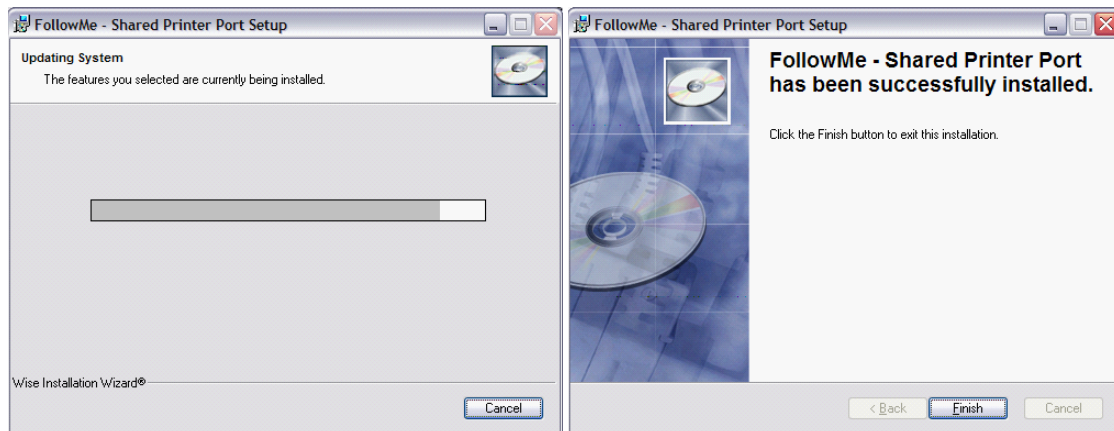 FollowMe - Shared Printer Port Setup
Updating System
The features you selected are currently being installed.
Wise Installation Wizard®
Cancel
FollowMe - Shared Printer Port Setup
FollowMe - Shared Printer Port
has been successfully installed.
Click the Finish button to exit this installation.
< Back
Finish
Cancel